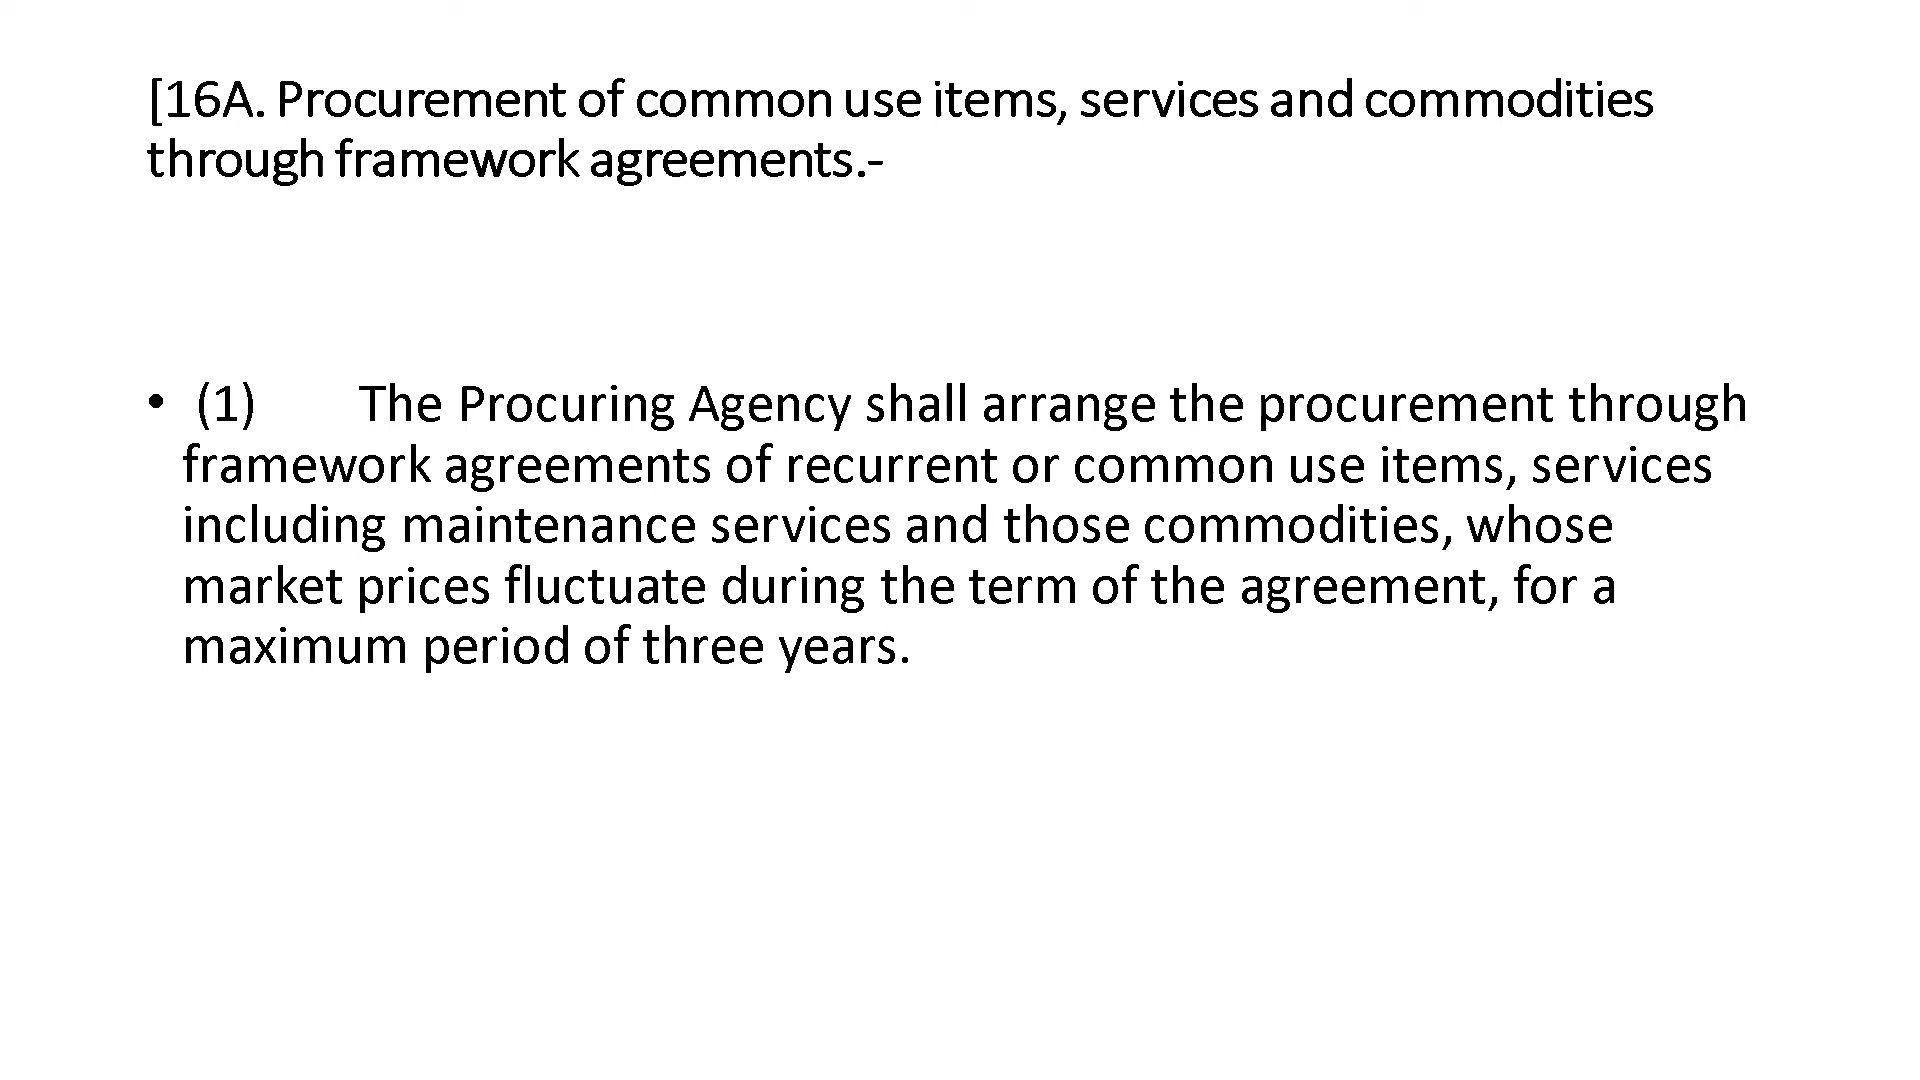 [16A. Procurement of common use items, services and commodities
through framework agreements.-
• (1) The Procuring Agency shall arrange the procurement through
framework agreements of recurrent or common use items, services
including maintenance services and those commodities, whose
market prices fluctuate during the term of the agreement, for a
maximum period of three years.